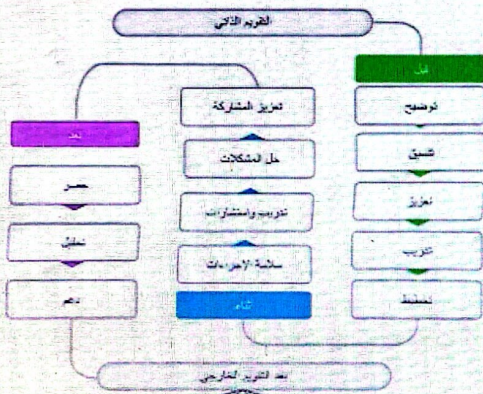 التقويم الذاتي
قبل
توضيح
تنسيق
تعزيز
تدريب
تخطيط
أثناء
سلامة الإجراءات
تدريب واستشارات
حل المشكلات
تعزيز المشاركة
بعد
حصر
تحليل
دعم
بعد التقويم الخارجي